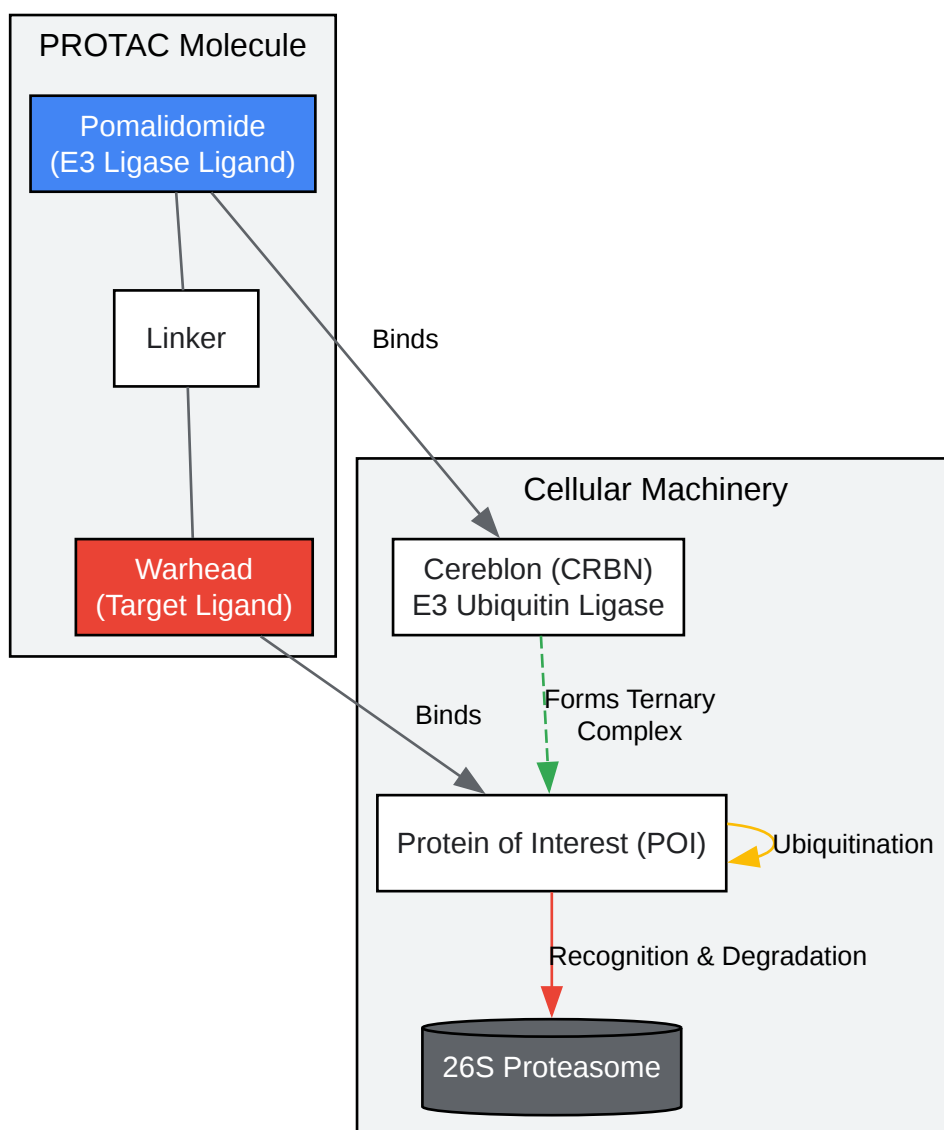 PROTAC Molecule
Pomalidomide
(E3 Ligase Ligand)
Linker
Binds
Warhead
(Target Ligand)
Cellular Machinery
Cereblon (CRBN)
E3 Ubiquitin Ligase
Binds
Forms Ternary
Complex
Protein of Interest (POI)
Ubiquitination
Recognition & Degradation
26S Proteasome